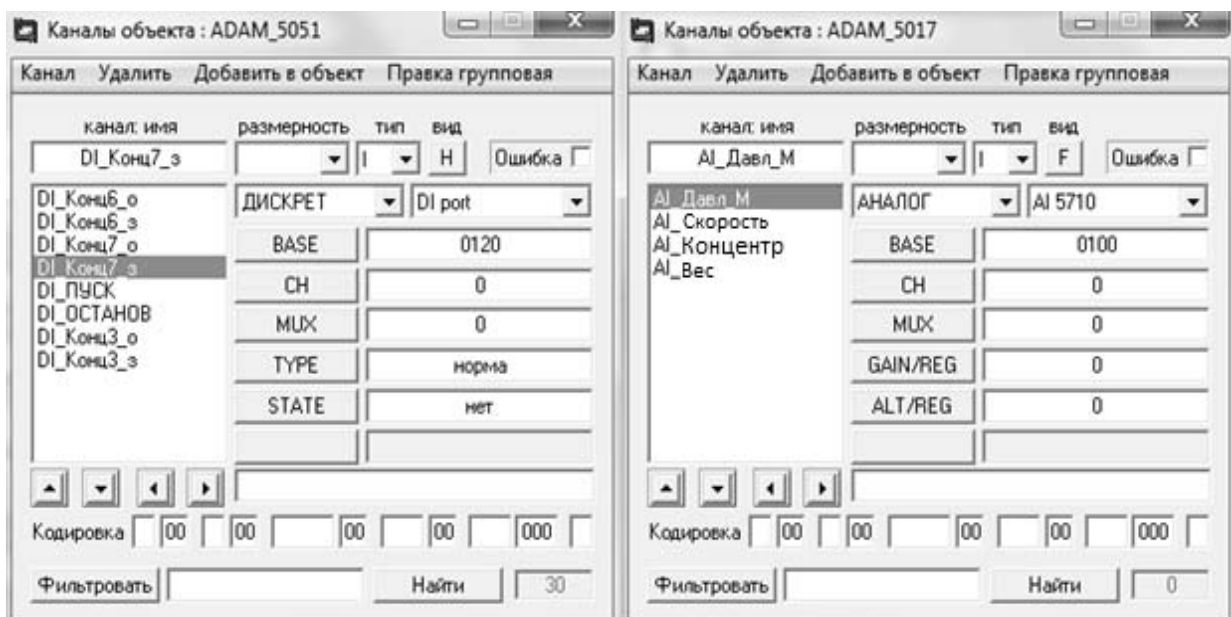 Каналы объекта : ADAM_5051
Канал Удалить Добавить в объект Правка групповая
канал: имя размерность тип вид
DI_Конц7_з I H Ошибка
DI_Конц6_о
DI_Конц6_з
DI_Конц7_о
DI_Конц7_з
DI_ПУСК
DI_ОСТАНОВ
DI_Конц3_о
DI_Конц3_з
ДИСКРЕТ DI port
BASE 0120
CH 0
MUX 0
TYPE норма
STATE нет
Кодировка 00 00 00 00 000
Фильтровать Найти 30
Каналы объекта : ADAM_5017
Канал Удалить Добавить в объект Правка групповая
канал: имя размерность тип вид
AI_Давл_М I F Ошибка
AI_Давл_М
AI_Скорость
AI_Концентр
AI_Вес
АНАЛОГ AI 5710
BASE 0100
CH 0
MUX 0
GAIN/REG 0
ALT/REG 0
Кодировка 00 00 00 00 000
Фильтровать Найти 0